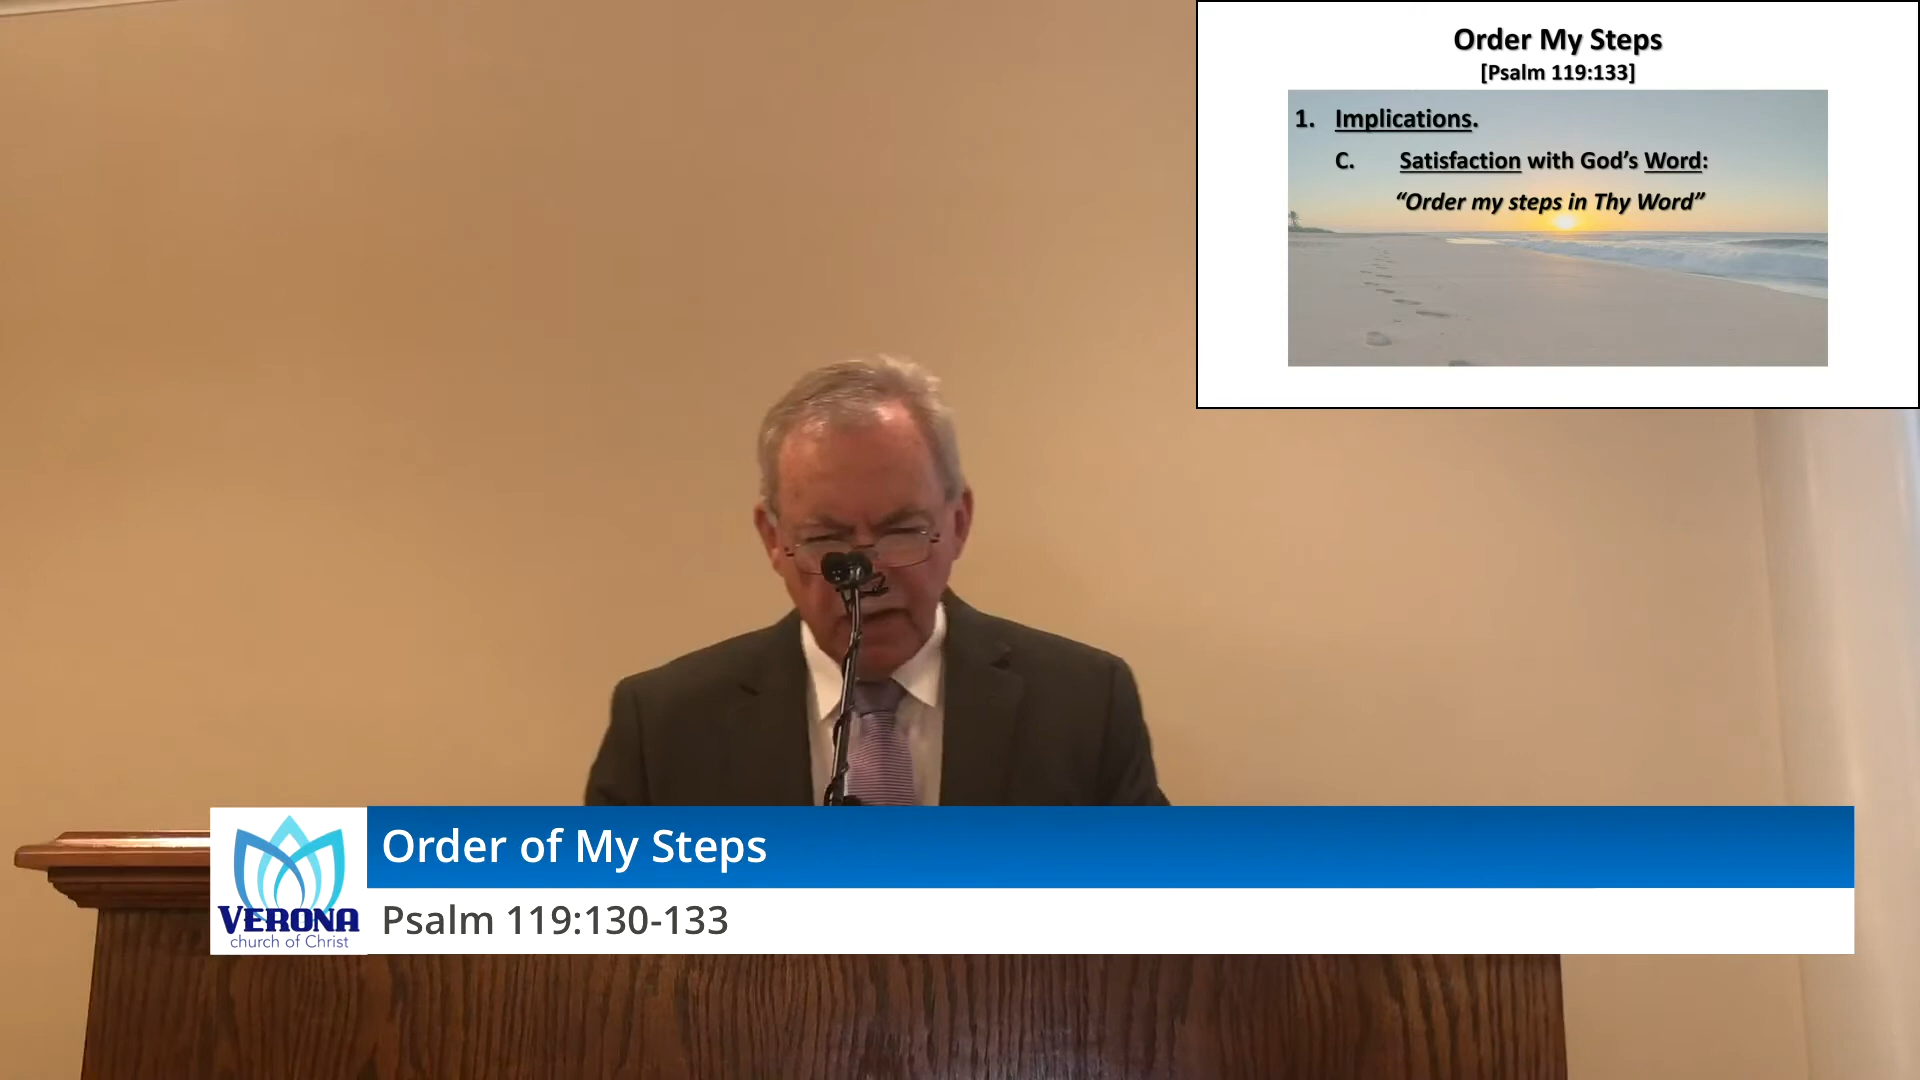 Order My Steps
[Psalm 119:133]
1. Implications.
C. Satisfaction with God's Word:
“Order my steps in Thy Word”
Order of My Steps
Psalm 119:130-133
VERONA
church of Christ